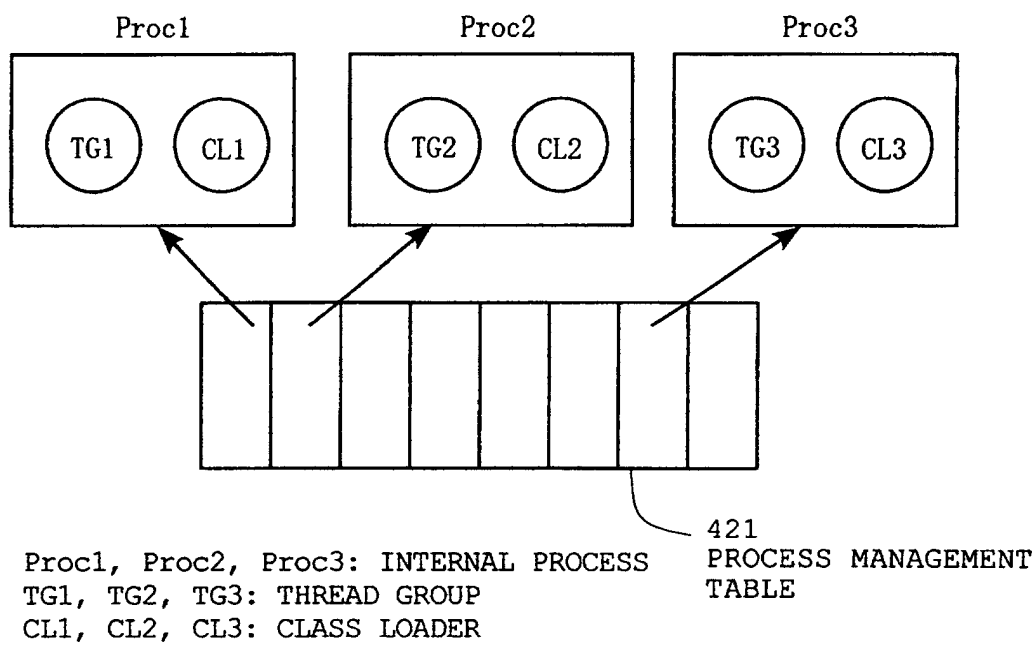 Proc1 Proc2 Proc3
TG1 CL1 TG2 CL2 TG3 CL3
421
PROCESS MANAGEMENT
TABLE
Proc1, Proc2, Proc3: INTERNAL PROCESS
TG1, TG2, TG3: THREAD GROUP
CL1, CL2, CL3: CLASS LOADER